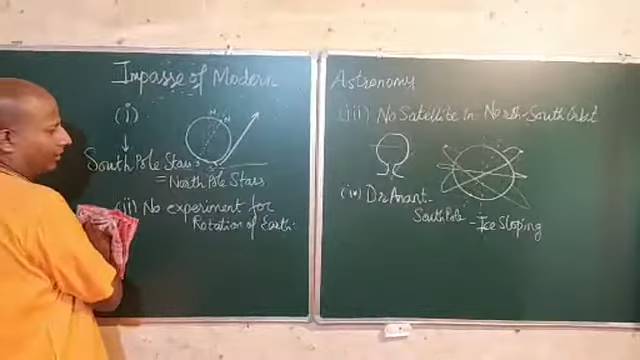 Impasse of Modern Astronomy
(i)
N
N
S
South Pole Stars
= North Pole Stars
(ii) No experiment for
Rotation of Earth
(iii) No Satellite in North-South Orbit
(iv) Dr Anant
South Pole - Ice Sloping